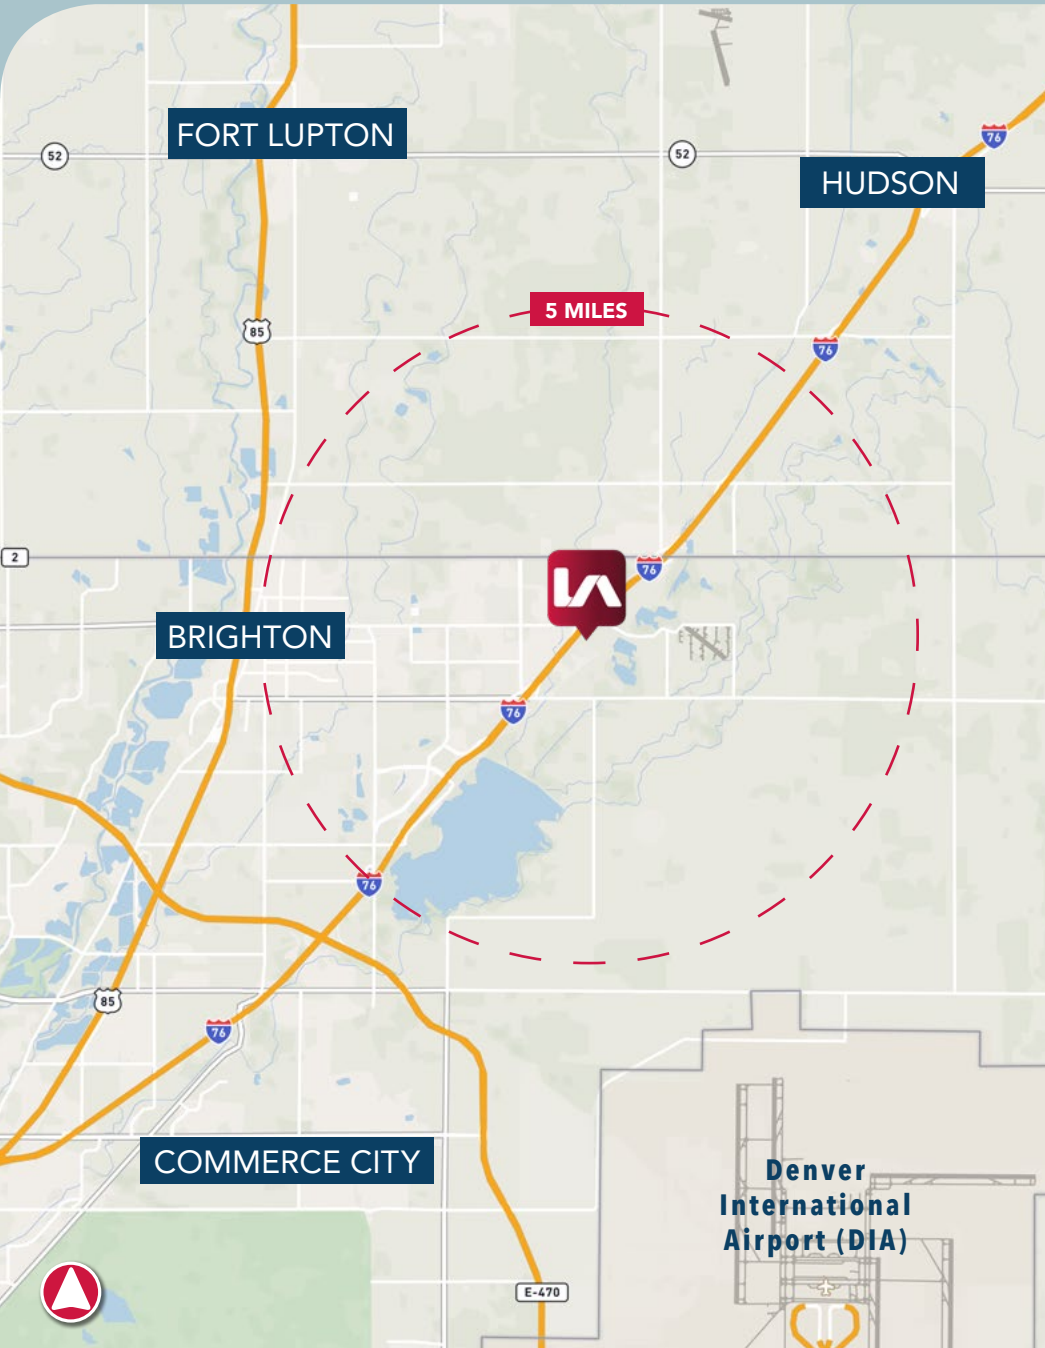 FORT LUPTON
76
52
52
HUDSON
5 MILES
85
76
2
76
LA
BRIGHTON
76
76
85
76
COMMERCE CITY
Denver
International
Airport (DIA)
E-470